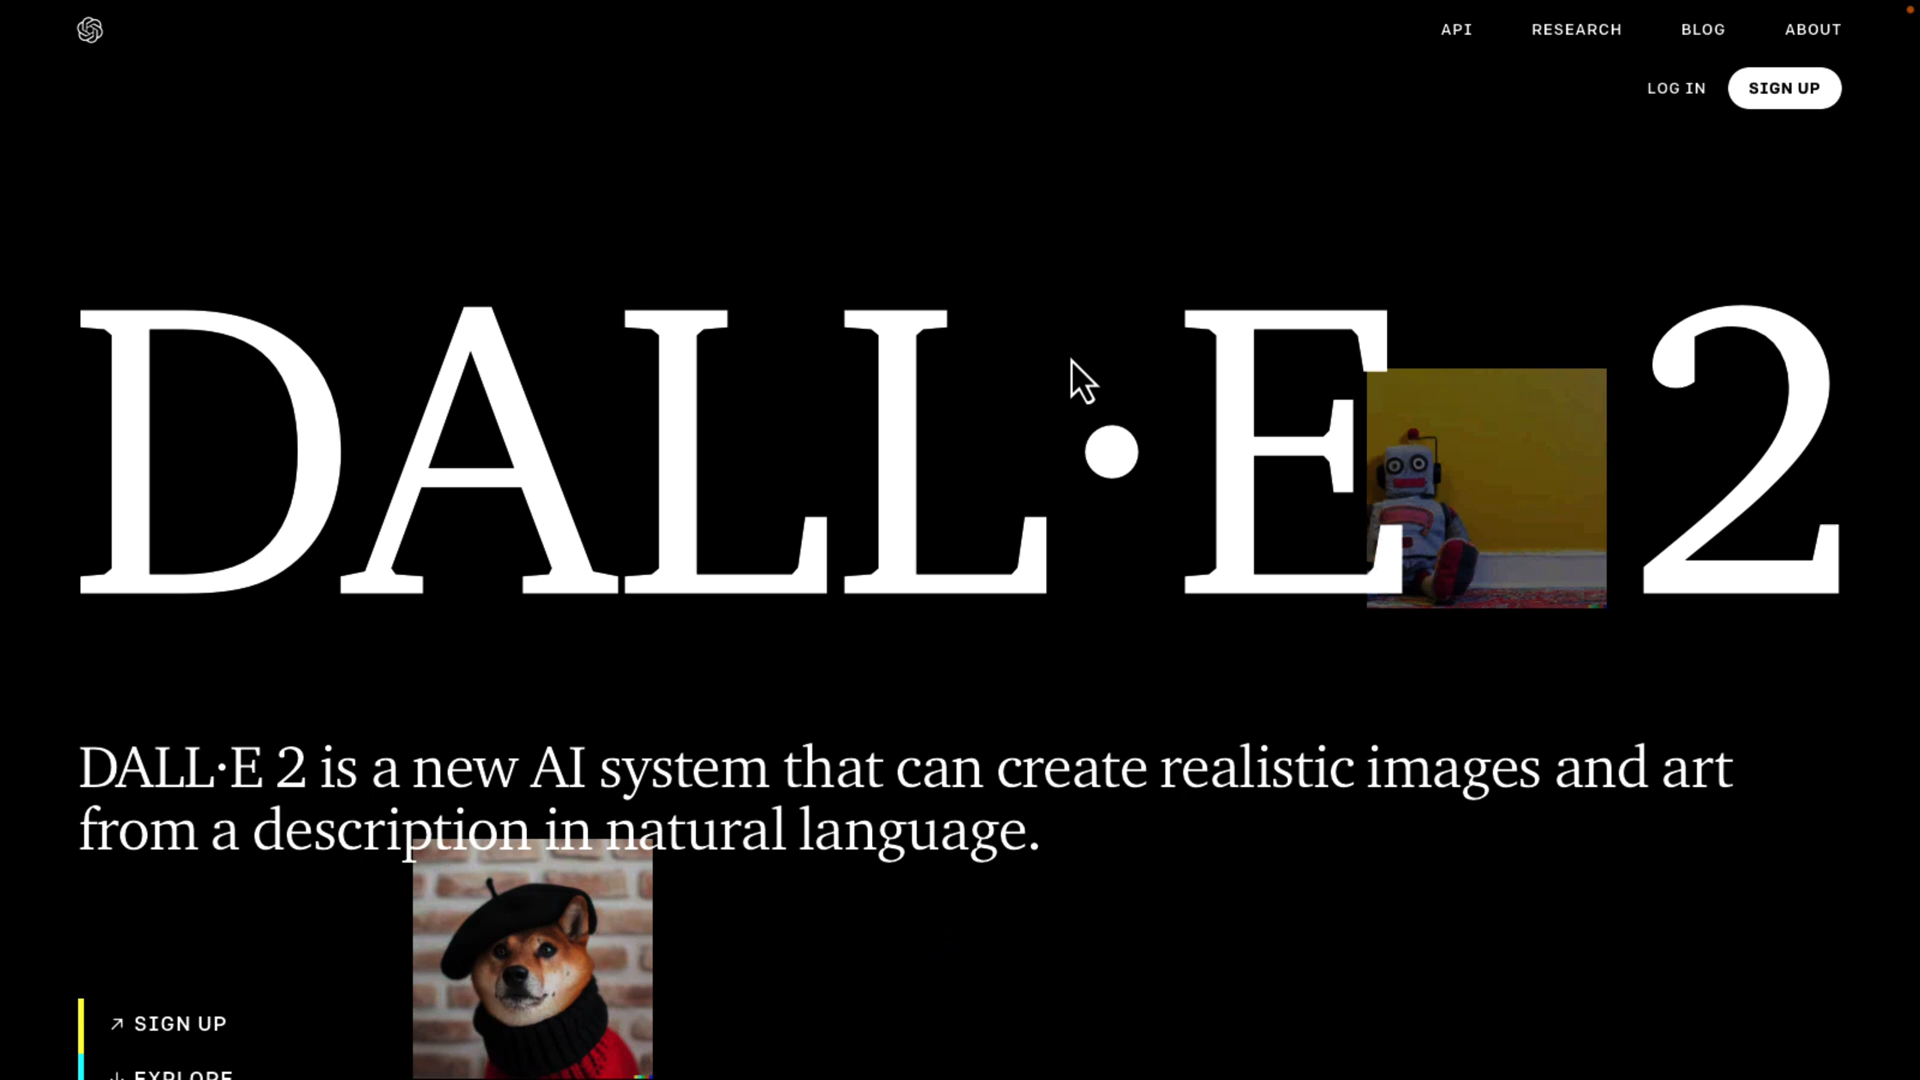 API RESEARCH BLOG ABOUT
LOG IN SIGN UP
DALL·E 2
DALL·E 2 is a new AI system that can create realistic images and art
from a description in natural language.
↗ SIGN UP
↓ EXPLORE